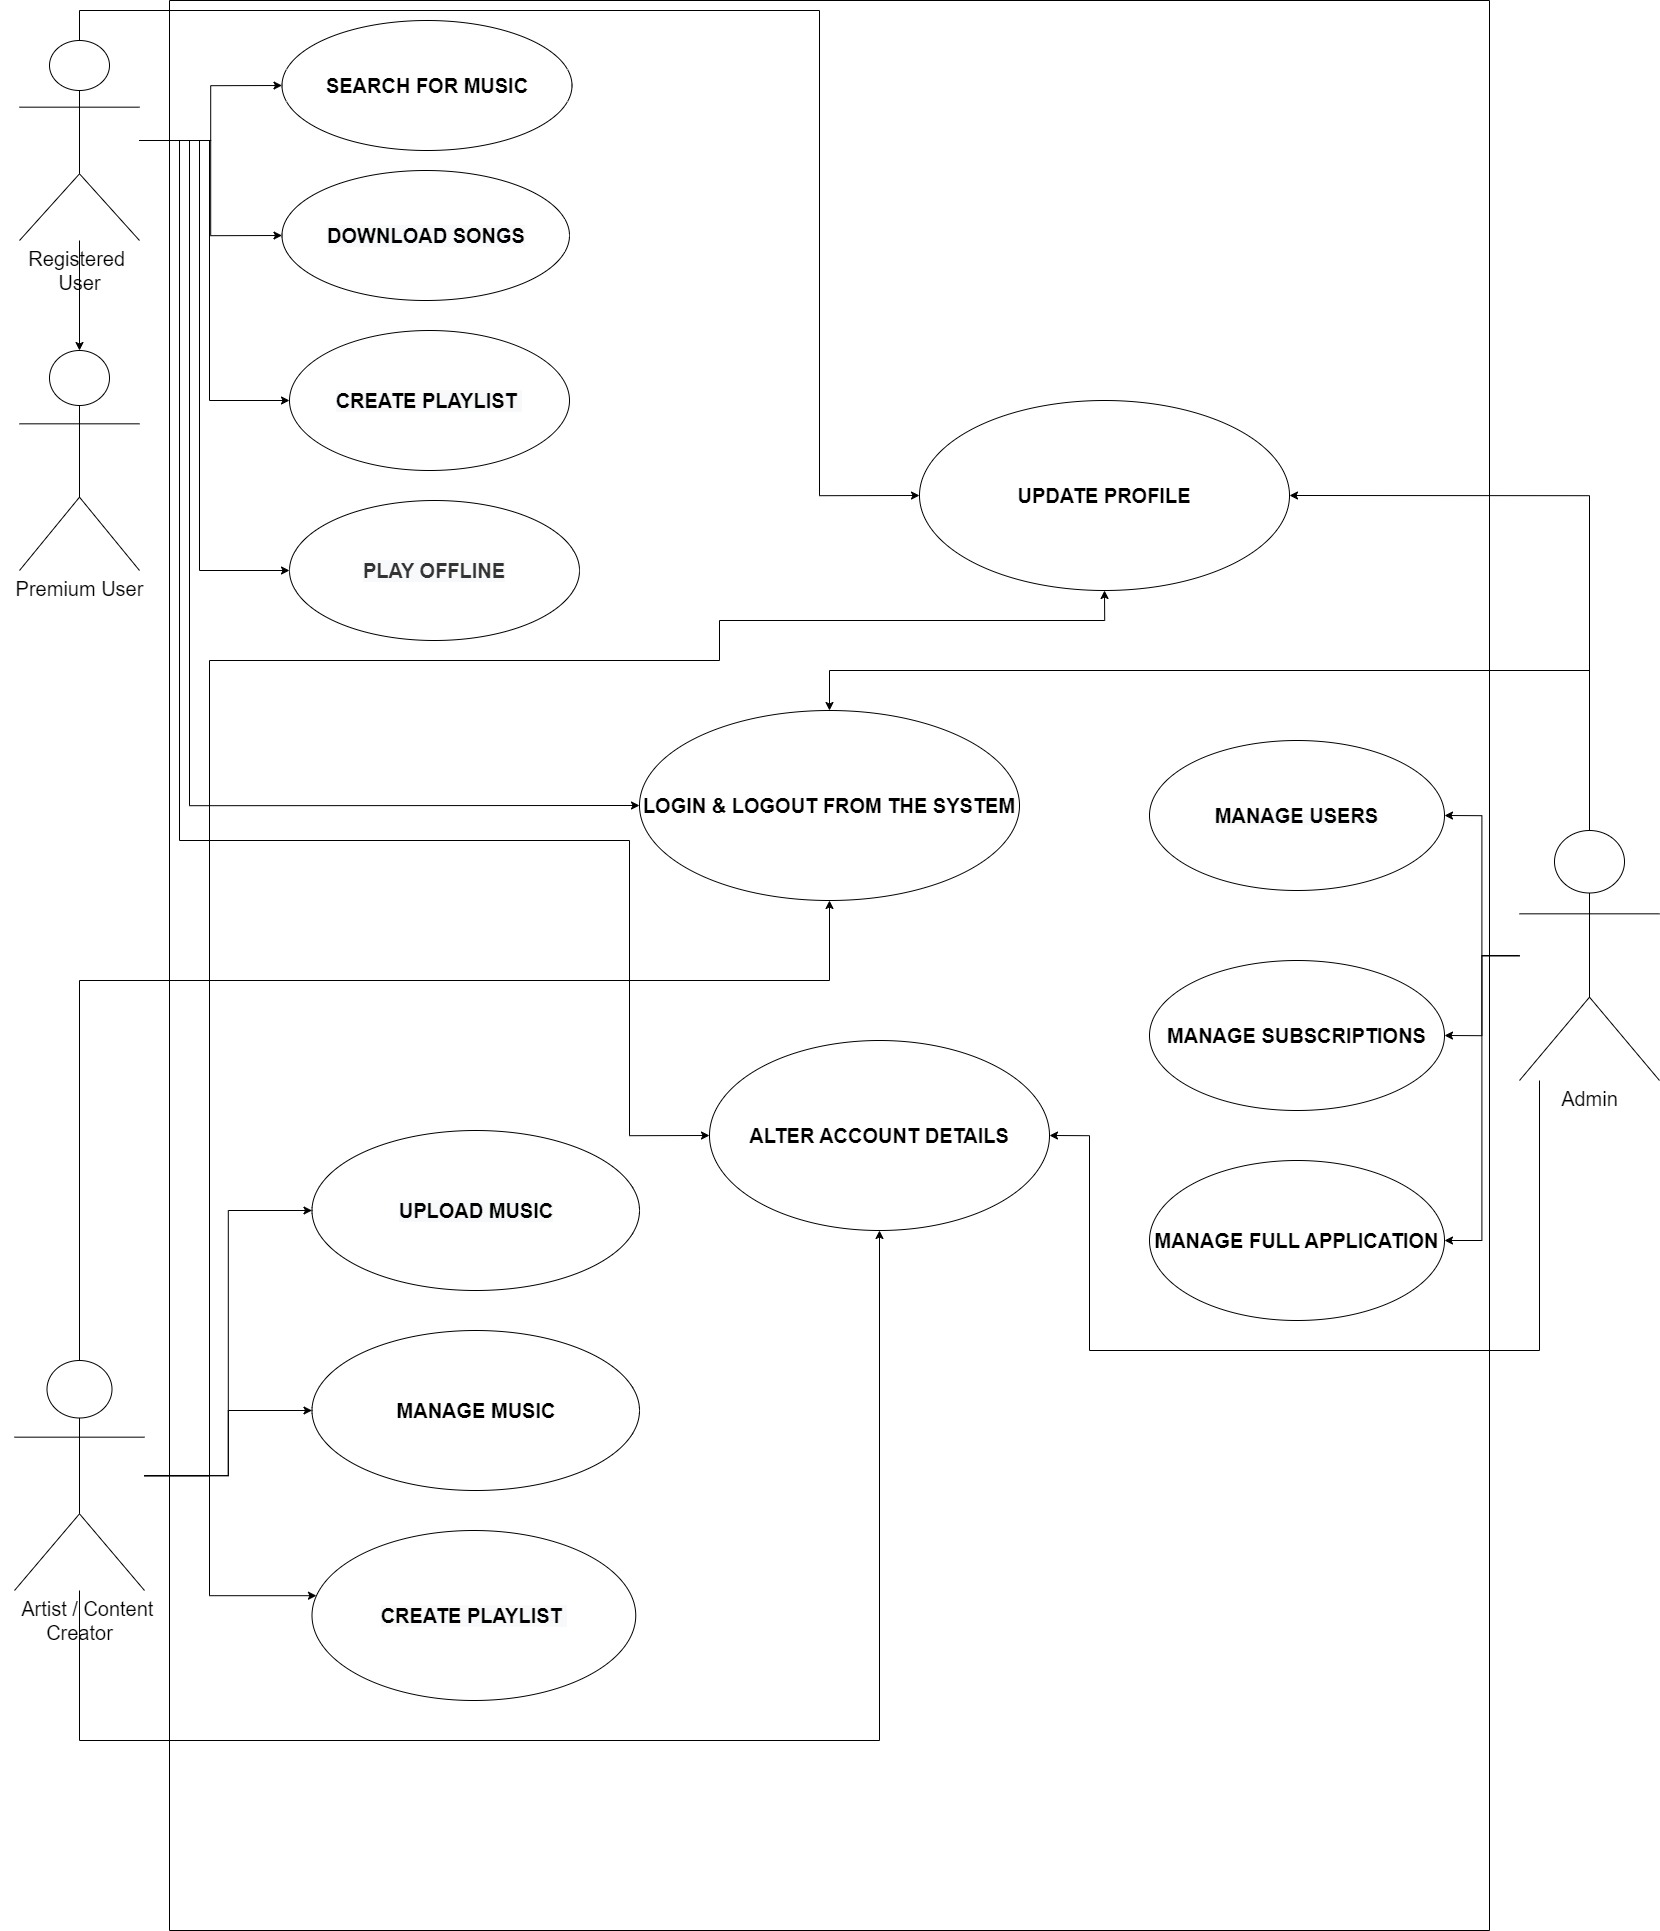 SEARCH FOR MUSIC
DOWNLOAD SONGS
Registered
User
CREATE PLAYLIST
UPDATE PROFILE
PLAY OFFLINE
Premium User
LOGIN & LOGOUT FROM THE SYSTEM
MANAGE USERS
MANAGE SUBSCRIPTIONS
Admin
ALTER ACCOUNT DETAILS
UPLOAD MUSIC
MANAGE FULL APPLICATION
MANAGE MUSIC
Artist / Content
Creator
CREATE PLAYLIST